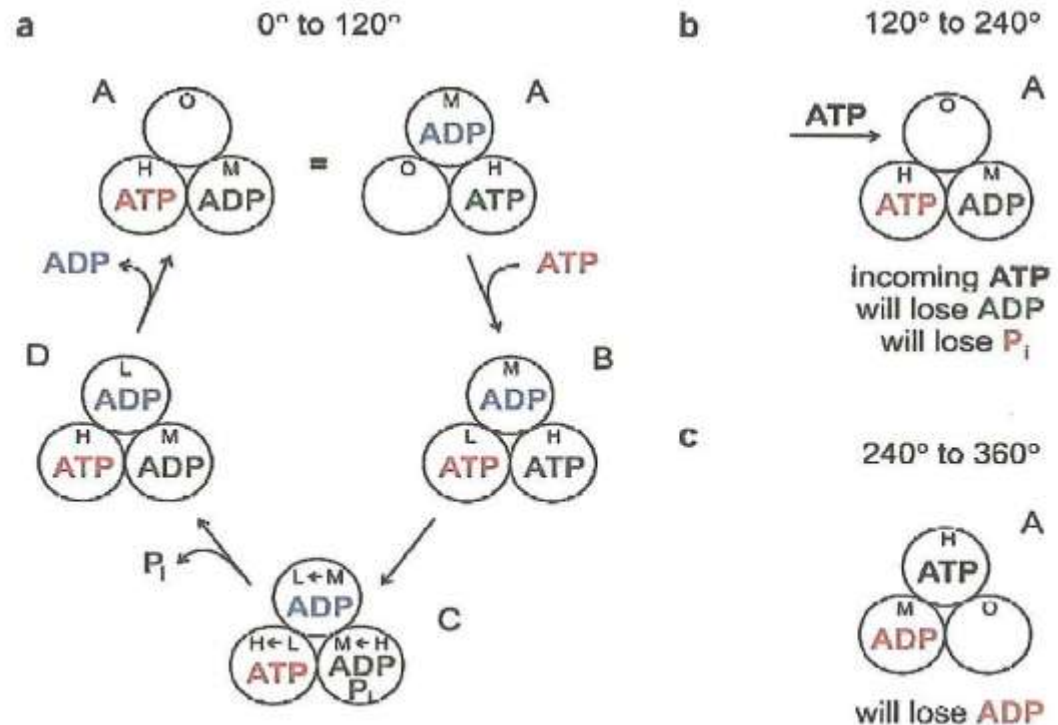 a
0ⁿ to 120ⁿ
A
O
H
ATP
M
ADP
=
A
M
ADP
O
H
ATP
ADP
ATP
D
L
ADP
H
ATP
M
ADP
B
M
ADP
L
ATP
H
ATP
Pi
C
L←M
ADP
H←L
ATP
M←H
ADP
Pi
b
120° to 240°
A
ATP
O
H
ATP
M
ADP
incoming ATP
will lose ADP
will lose Pi
c
240° to 360°
A
H
ATP
M
ADP
O
will lose ADP